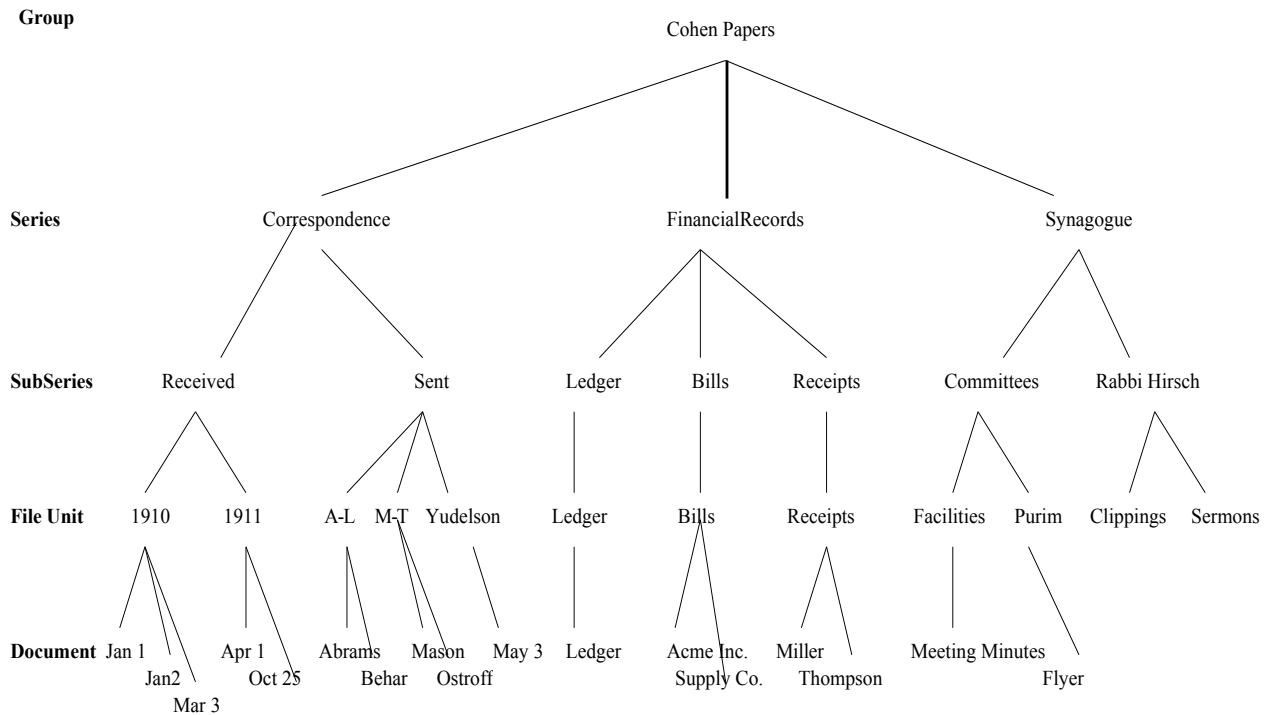 Group
Cohen Papers
Series Correspondence FinancialRecords Synagogue
SubSeries Received Sent Ledger Bills Receipts Committees Rabbi Hirsch
File Unit 1910 1911 A-L M-T Yudelson Ledger Bills Receipts Facilities Purim Clippings Sermons
Document Jan 1 Apr 1 Abrams Mason May 3 Ledger Acme Inc. Miller Meeting Minutes
Jan2 Oct 25 Behar Ostroff Supply Co. Thompson Flyer
Mar 3